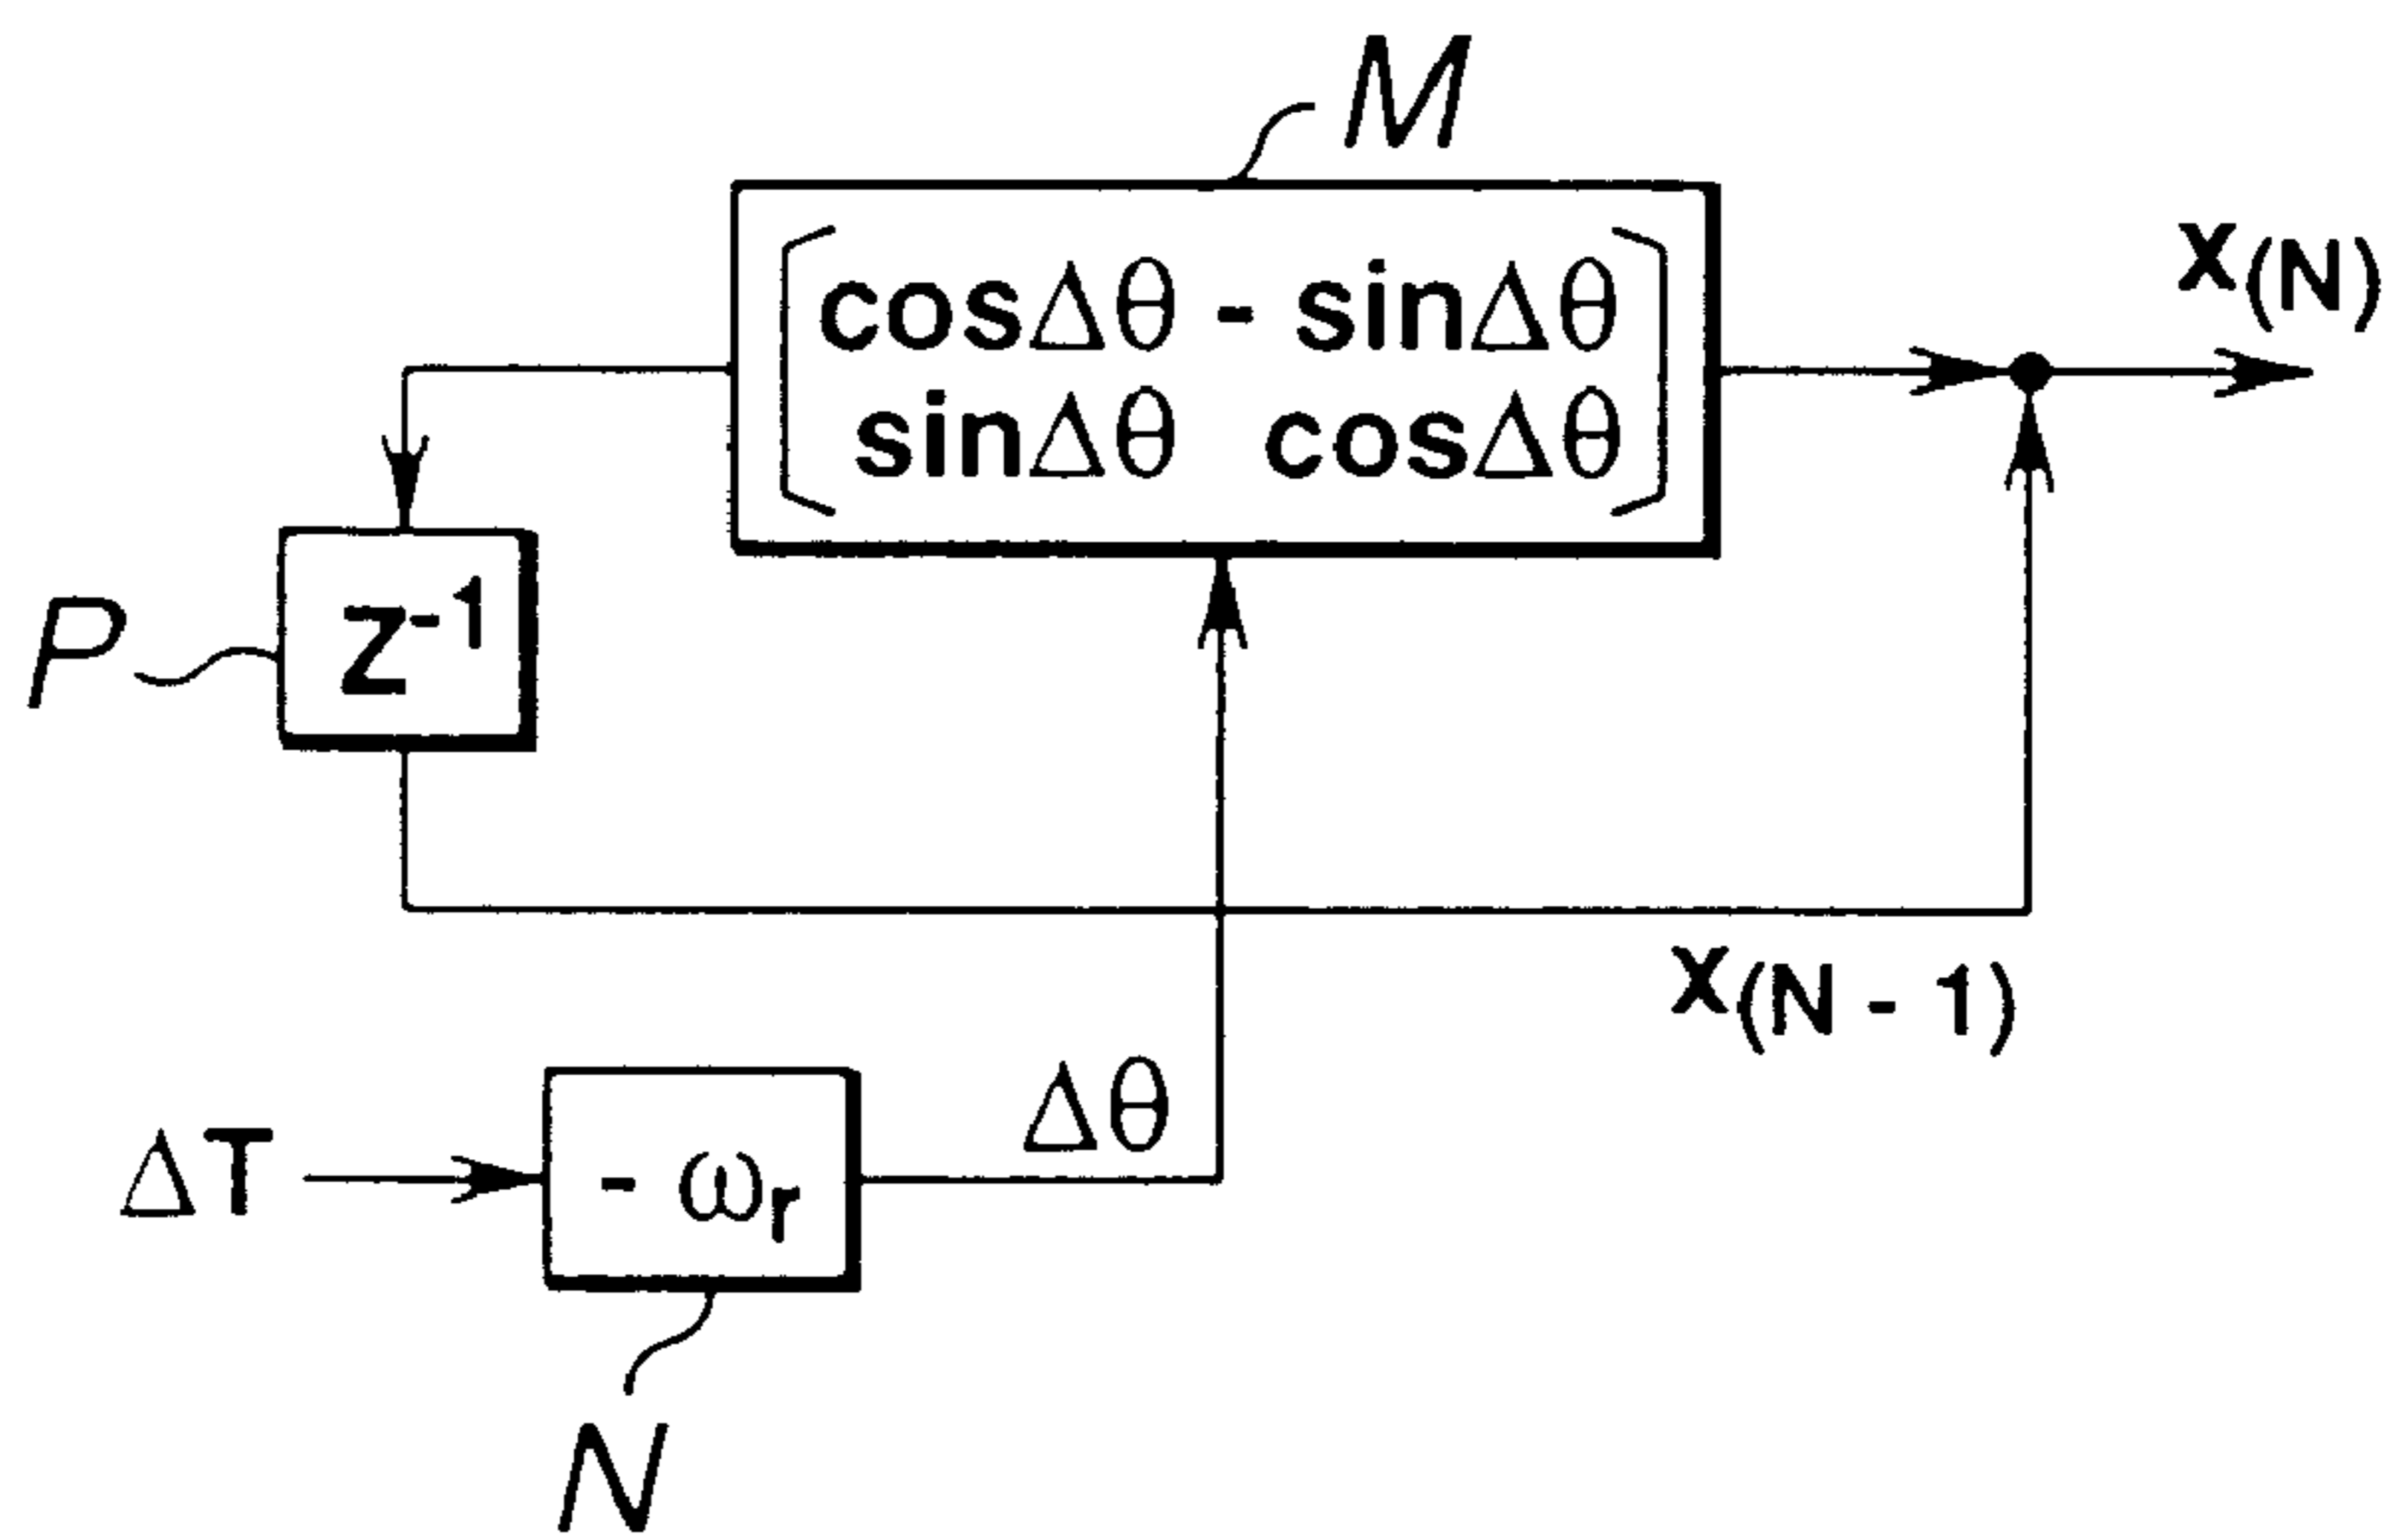 M
cosΔθ - sinΔθ
sinΔθ cosΔθ
x(N)
P
z-1
x(N - 1)
Δθ
ΔT
- ωr
N